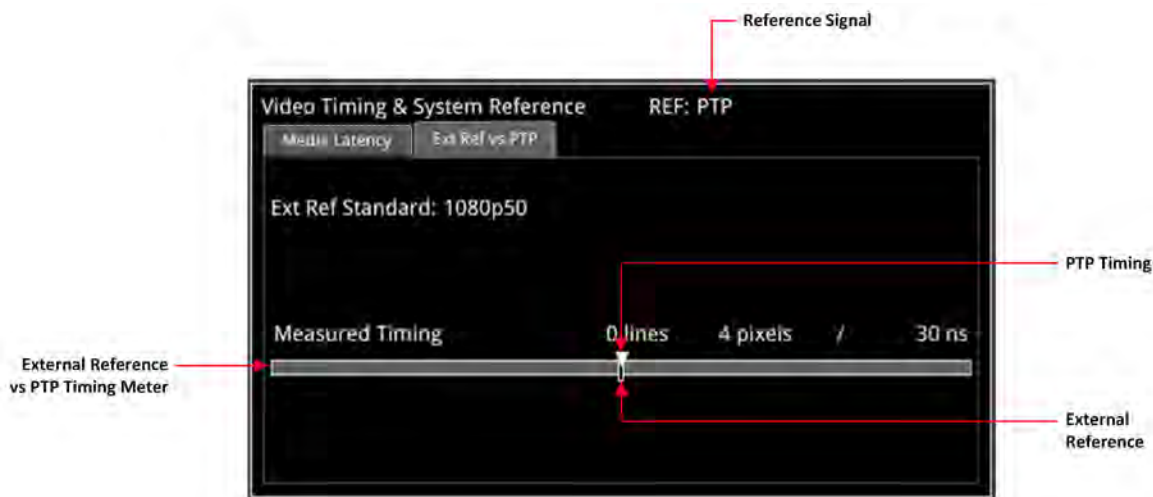 Reference Signal
Video Timing & System Reference REF: PTP
Media Latency Ext Ref vs PTP
Ext Ref Standard: 1080p50
PTP Timing
Measured Timing 0 lines 4 pixels / 30 ns
External Reference
vs PTP Timing Meter
External
Reference